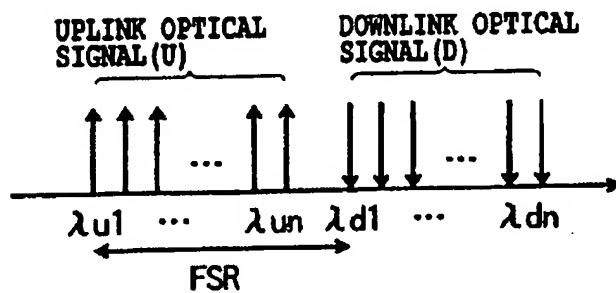 UPLINK OPTICAL
SIGNAL(U)
DOWNLINK OPTICAL
SIGNAL(D)
... ...
λu1 ... λun λd1 ... λdn
FSR